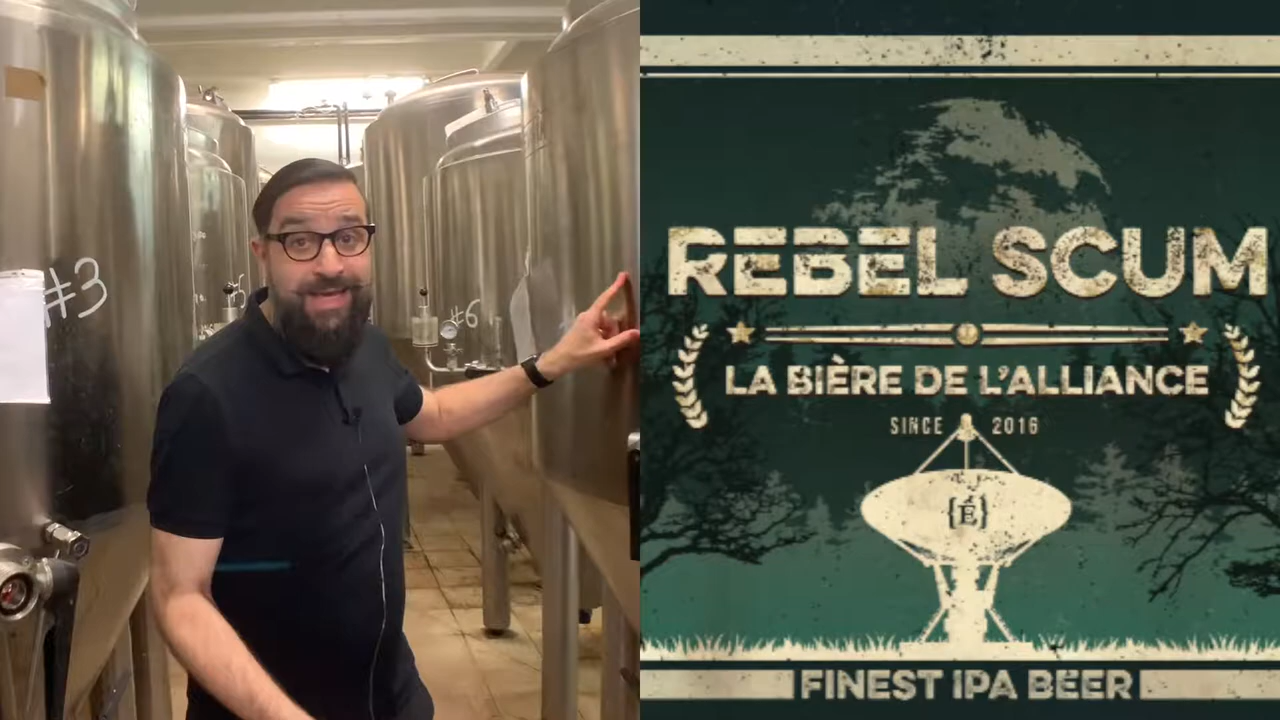 #3
#6
REBEL SCUM
LA BIÈRE DE L'ALLIANCE
SINCE 2016
{É}
FINEST IPA BEER